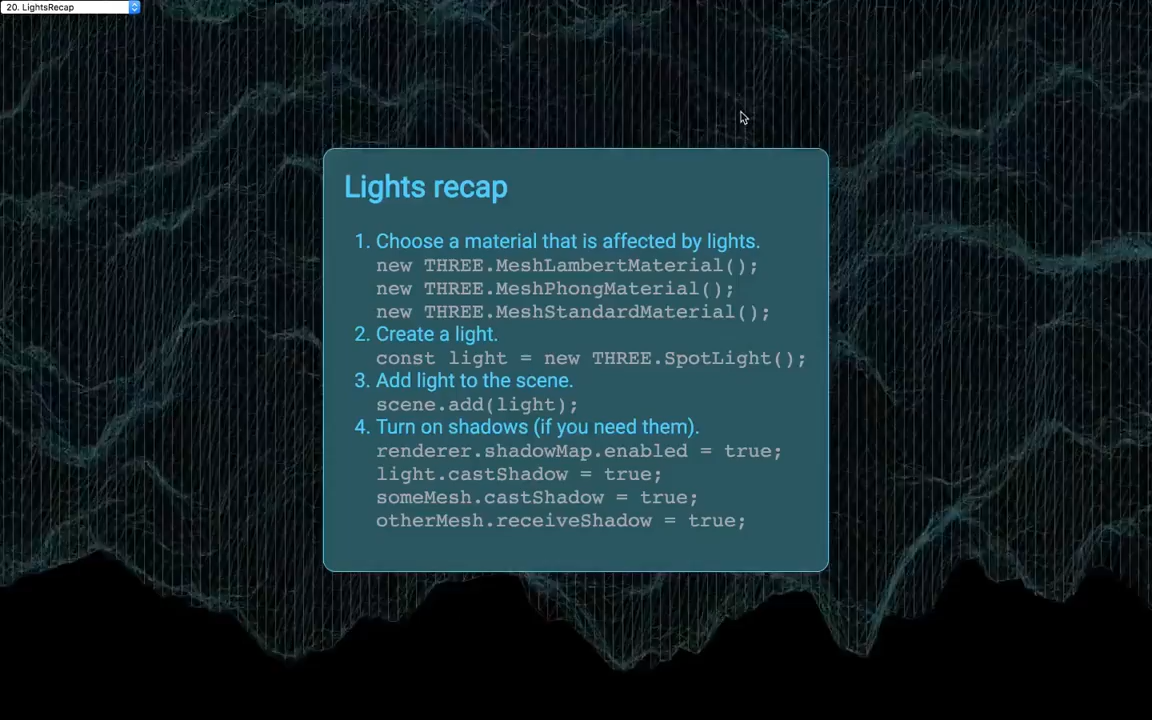 20. LightsRecap
Lights recap
1. Choose a material that is affected by lights.
new THREE.MeshLambertMaterial();
new THREE.MeshPhongMaterial();
new THREE.MeshStandardMaterial();
2. Create a light.
const light = new THREE.SpotLight();
3. Add light to the scene.
scene.add(light);
4. Turn on shadows (if you need them).
renderer.shadowMap.enabled = true;
light.castShadow = true;
someMesh.castShadow = true;
otherMesh.receiveShadow = true;